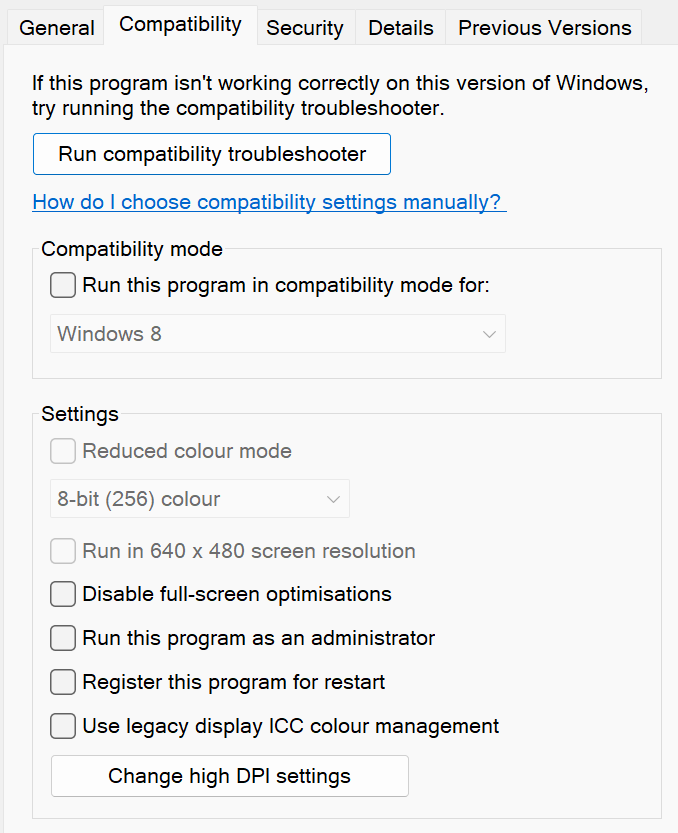 General Compatibility Security Details Previous Versions
If this program isn't working correctly on this version of Windows,
try running the compatibility troubleshooter.
Run compatibility troubleshooter
How do I choose compatibility settings manually?
Compatibility mode
Run this program in compatibility mode for:
Windows 8
Settings
Reduced colour mode
8-bit (256) colour
Run in 640 x 480 screen resolution
Disable full-screen optimisations
Run this program as an administrator
Register this program for restart
Use legacy display ICC colour management
Change high DPI settings